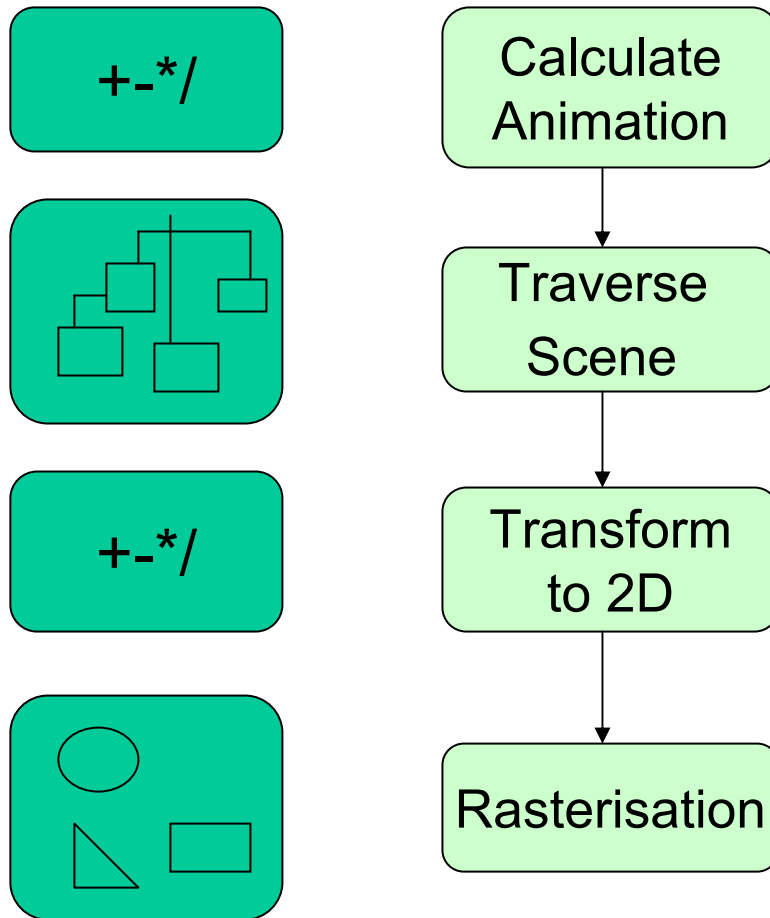 +-*/
Calculate
Animation
Traverse
Scene
+-*/
Transform
to 2D
Rasterisation